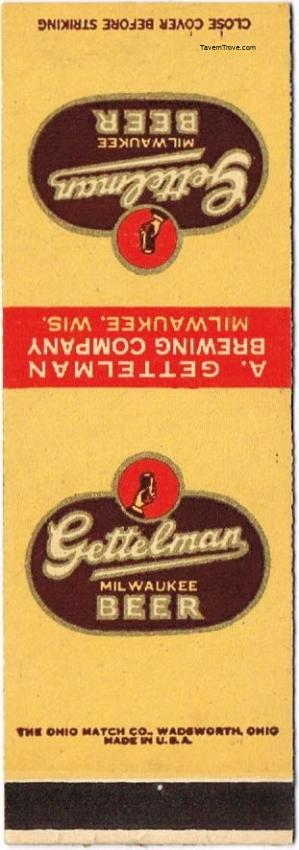 CLOSE COVER BEFORE STRIKING
TavernTrove.com
Gettelman
MILWAUKEE
BEER
A. GETTELMAN
BREWING COMPANY
MILWAUKEE, WIS.
Gettelman
MILWAUKEE
BEER
THE OHIO MATCH CO., WADSWORTH, OHIO
MADE IN U.S.A.